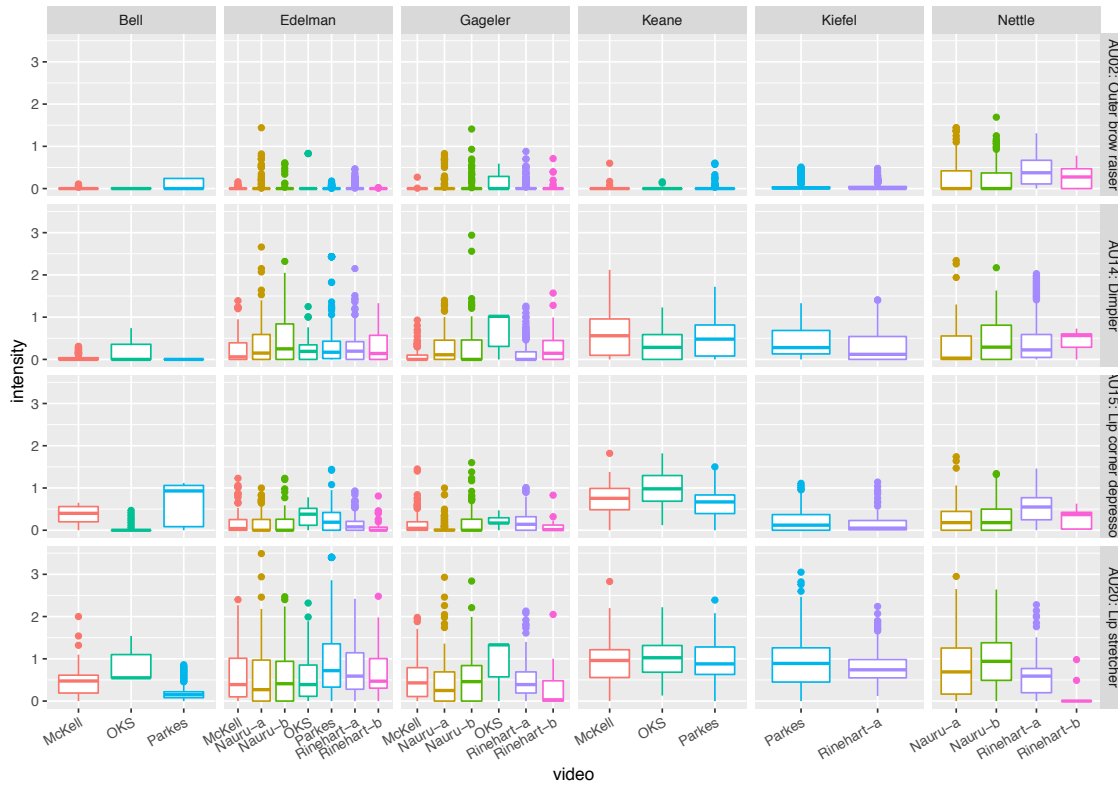 Bell Edelman Gageler Keane Kiefel Nettle
3
2
1
0
AU02: Outer brow raiser
3
2
1
0
AU14: Dimpler
3
2
1
0
AU15: Lip corner depresso
3
2
1
0
AU20: Lip stretcher
intensity
McKell OKS Parkes McKell Nauru−a Nauru−b OKS Parkes Rinehart−a Rinehart−b McKell Nauru−a Nauru−b OKS Rinehart−a Rinehart−b McKell OKS Parkes Parkes Rinehart−a Nauru−a Nauru−b Rinehart−a Rinehart−b
video